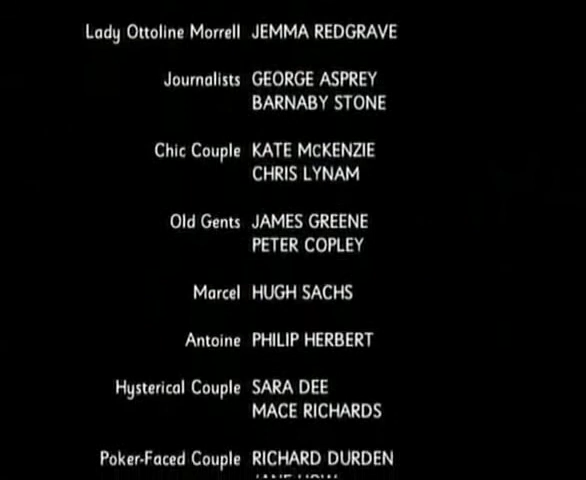 Lady Ottoline Morrell JEMMA REDGRAVE
Journalists GEORGE ASPREY
BARNABY STONE
Chic Couple KATE McKENZIE
CHRIS LYNAM
Old Gents JAMES GREENE
PETER COPLEY
Marcel HUGH SACHS
Antoine PHILIP HERBERT
Hysterical Couple SARA DEE
MACE RICHARDS
Poker-Faced Couple RICHARD DURDEN